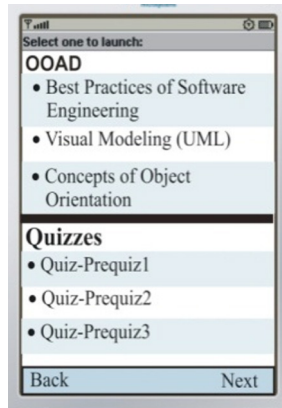 Select one to launch:
OOAD
• Best Practices of Software
Engineering
• Visual Modeling (UML)
• Concepts of Object
Orientation
Quizzes
• Quiz-Prequiz1
• Quiz-Prequiz2
• Quiz-Prequiz3
Back Next